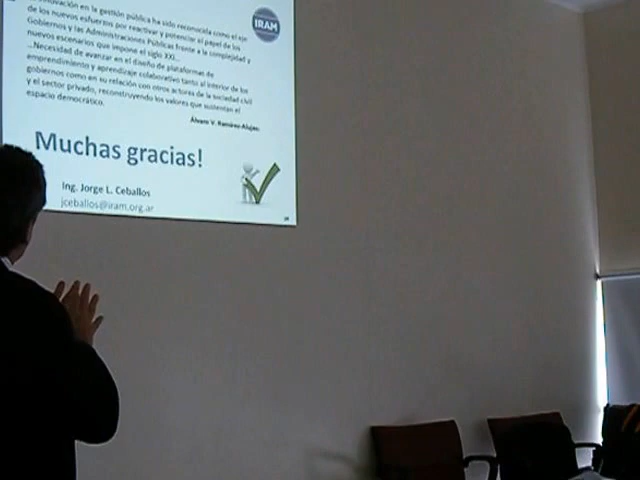 innovación en la gestión pública ha sido reconocida como el eje
de los nuevos esfuerzos por reactivar y potenciar el papel de los
Gobiernos y las Administraciones Públicas frente a la complejidad y
nuevos escenarios que impone el siglo XXI...
...Necesidad de avanzar en el diseño de plataformas de
emprendimiento y aprendizaje colaborativo tanto al interior de los
gobiernos como en su relación con otros actores de la sociedad civil
y el sector privado, reconstruyendo los valores que sustentan el
espacio democrático.
Álvaro V. Ramírez-Alujas.
IRAM
Muchas gracias!
Ing. Jorge L. Ceballos
jceballos@iram.org.ar